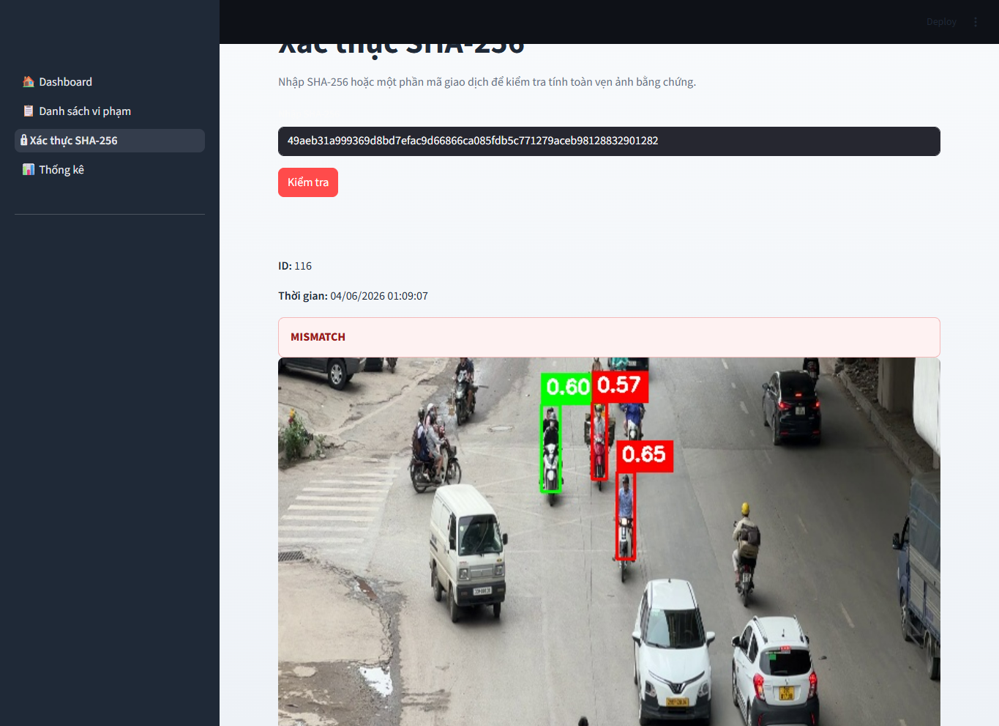 Deploy
Dashboard
Danh sách vi phạm
Xác thực SHA-256
Thống kê
Xác thực SHA-256
Nhập SHA-256 hoặc một phần mã giao dịch để kiểm tra tính toàn vẹn ảnh bằng chứng.
49aeb31a999369d8bd7efac9d66866ca085fdb5c771279aceb98128832901282
Kiểm tra
ID: 116
Thời gian: 04/06/2026 01:09:07
MISMATCH
0.60
0.57
0.65